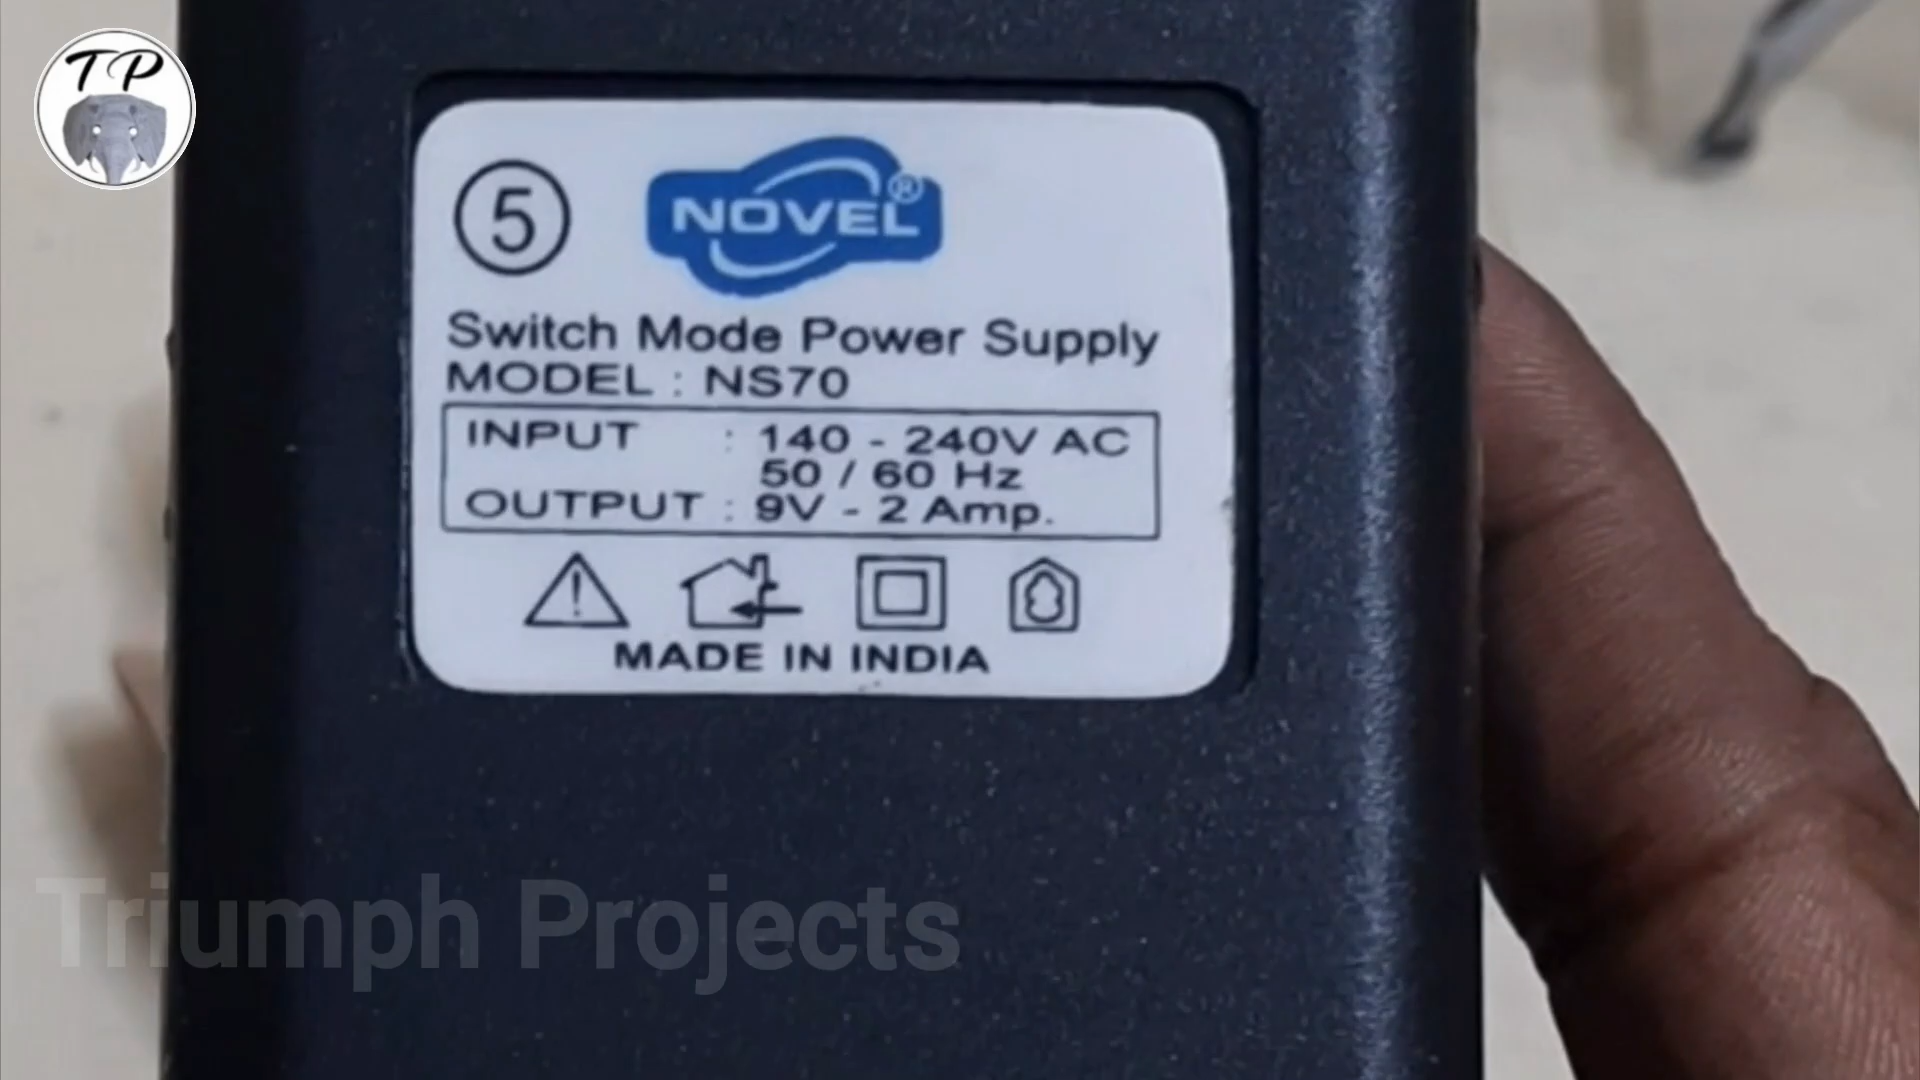 TP
5
NOVEL®
Switch Mode Power Supply
MODEL : NS70
INPUT : 140 - 240V AC
50 / 60 Hz
OUTPUT : 9V - 2 Amp.
MADE IN INDIA
Triumph Projects